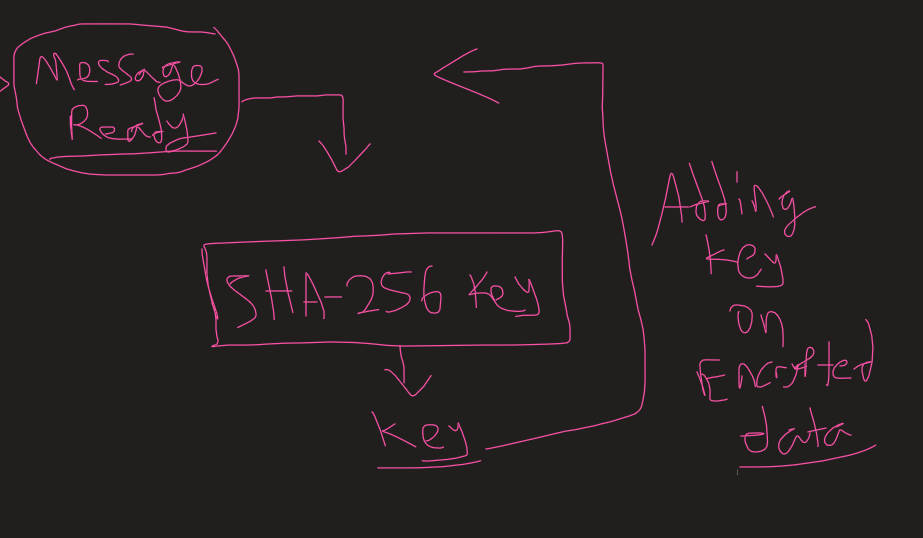 Message
Ready
SHA-256 Key
Key
Adding
Key
on
Encrypted
data